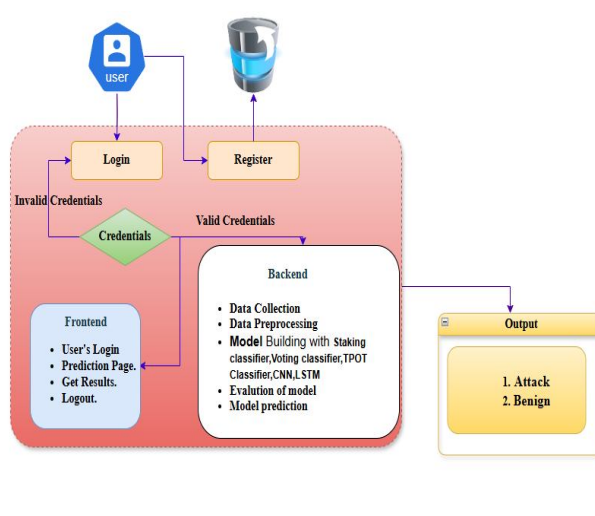 user
Login
Register
Invalid Credentials
Valid Credentials
Credentials
Frontend
• User's Login
• Prediction Page.
• Get Results.
• Logout.
Backend
• Data Collection
• Data Preprocessing
• Model Building with Staking
classifier,Voting classifier,TPOT
Classifier,CNN,LSTM
• Evalution of model
• Model prediction
Output
1. Attack
2. Benign